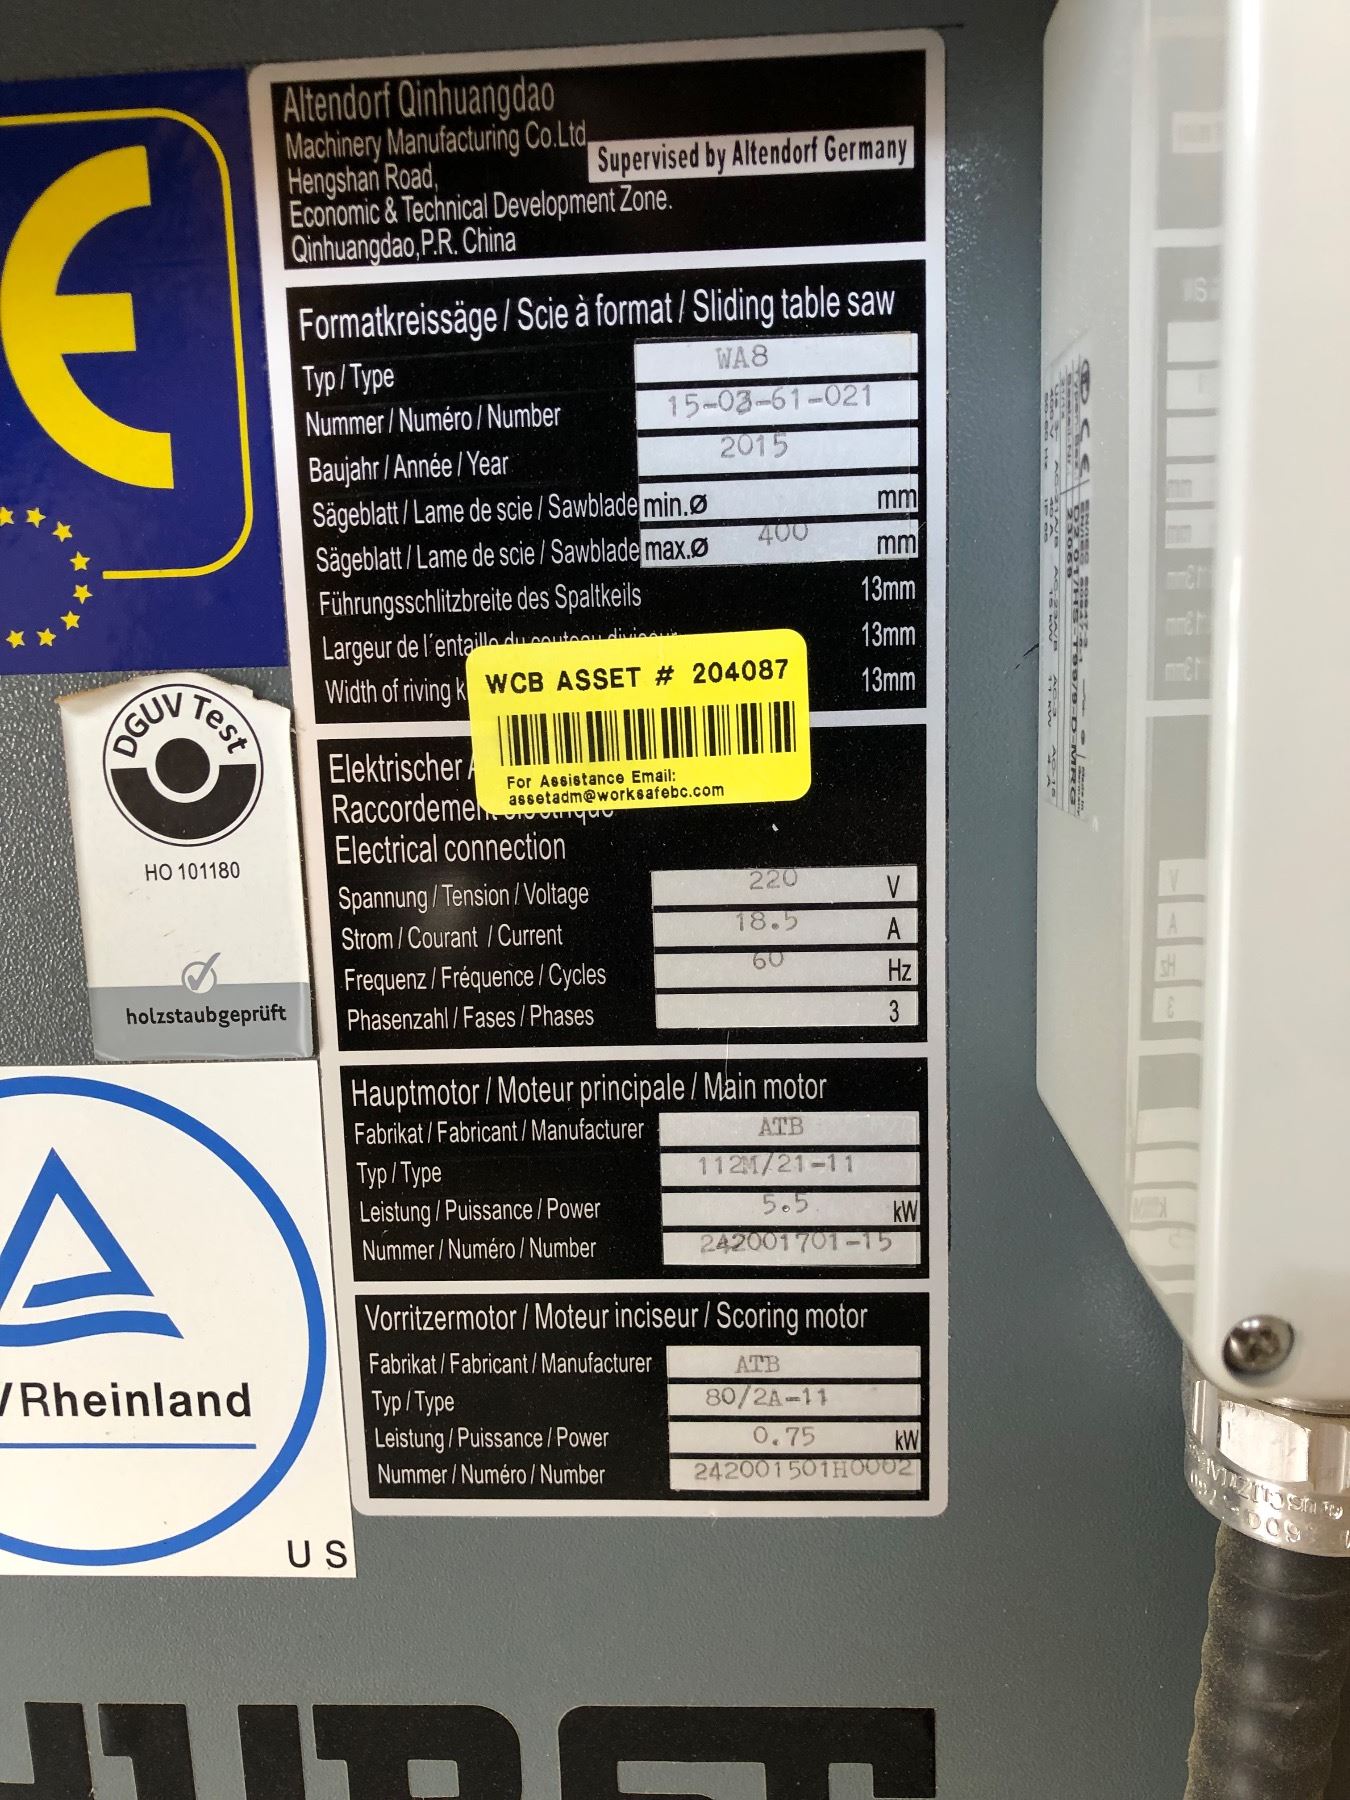 Altendorf Qinhuangdao
Machinery Manufacturing Co.Ltd
Supervised by Altendorf Germany
Hengshan Road,
Economic & Technical Development Zone.
Qinhuangdao,P.R. China
Formatkreissäge / Scie à format / Sliding table saw
Typ / Type WA8
Nummer / Numéro / Number 15-03-61-021
Baujahr / Année / Year 2015
Sägeblatt / Lame de scie / Sawblade min.ø mm
Sägeblatt / Lame de scie / Sawblade max.ø 400 mm
Führungsschlitzbreite des Spaltkeils 13mm
Largeur de l´entaille du couteau diviseur 13mm
Width of riving 13mm
WCB ASSET # 204087
For Assistance Email:
assetadm@worksafebc.com
Elektrischer
Raccordement électrique
Electrical connection
Spannung / Tension / Voltage 220 V
Strom / Courant / Current 18.5 A
Frequenz / Fréquence / Cycles 60 Hz
Phasenzahl / Fases / Phases 3
Hauptmotor / Moteur principale / Main motor
Fabrikat / Fabricant / Manufacturer ATB
Typ / Type 112M/21-11
Leistung / Puissance / Power 5.5 kW
Nummer / Numéro / Number 242001701-15
Vorritzermotor / Moteur inciseur / Scoring motor
Fabrikat / Fabricant / Manufacturer ATB
Typ / Type 80/2A-11
Leistung / Puissance / Power 0.75 kW
Nummer / Numéro / Number 242001501H0002
DGUV Test
HO 101180
holzstaubgeprüft
Rheinland
US